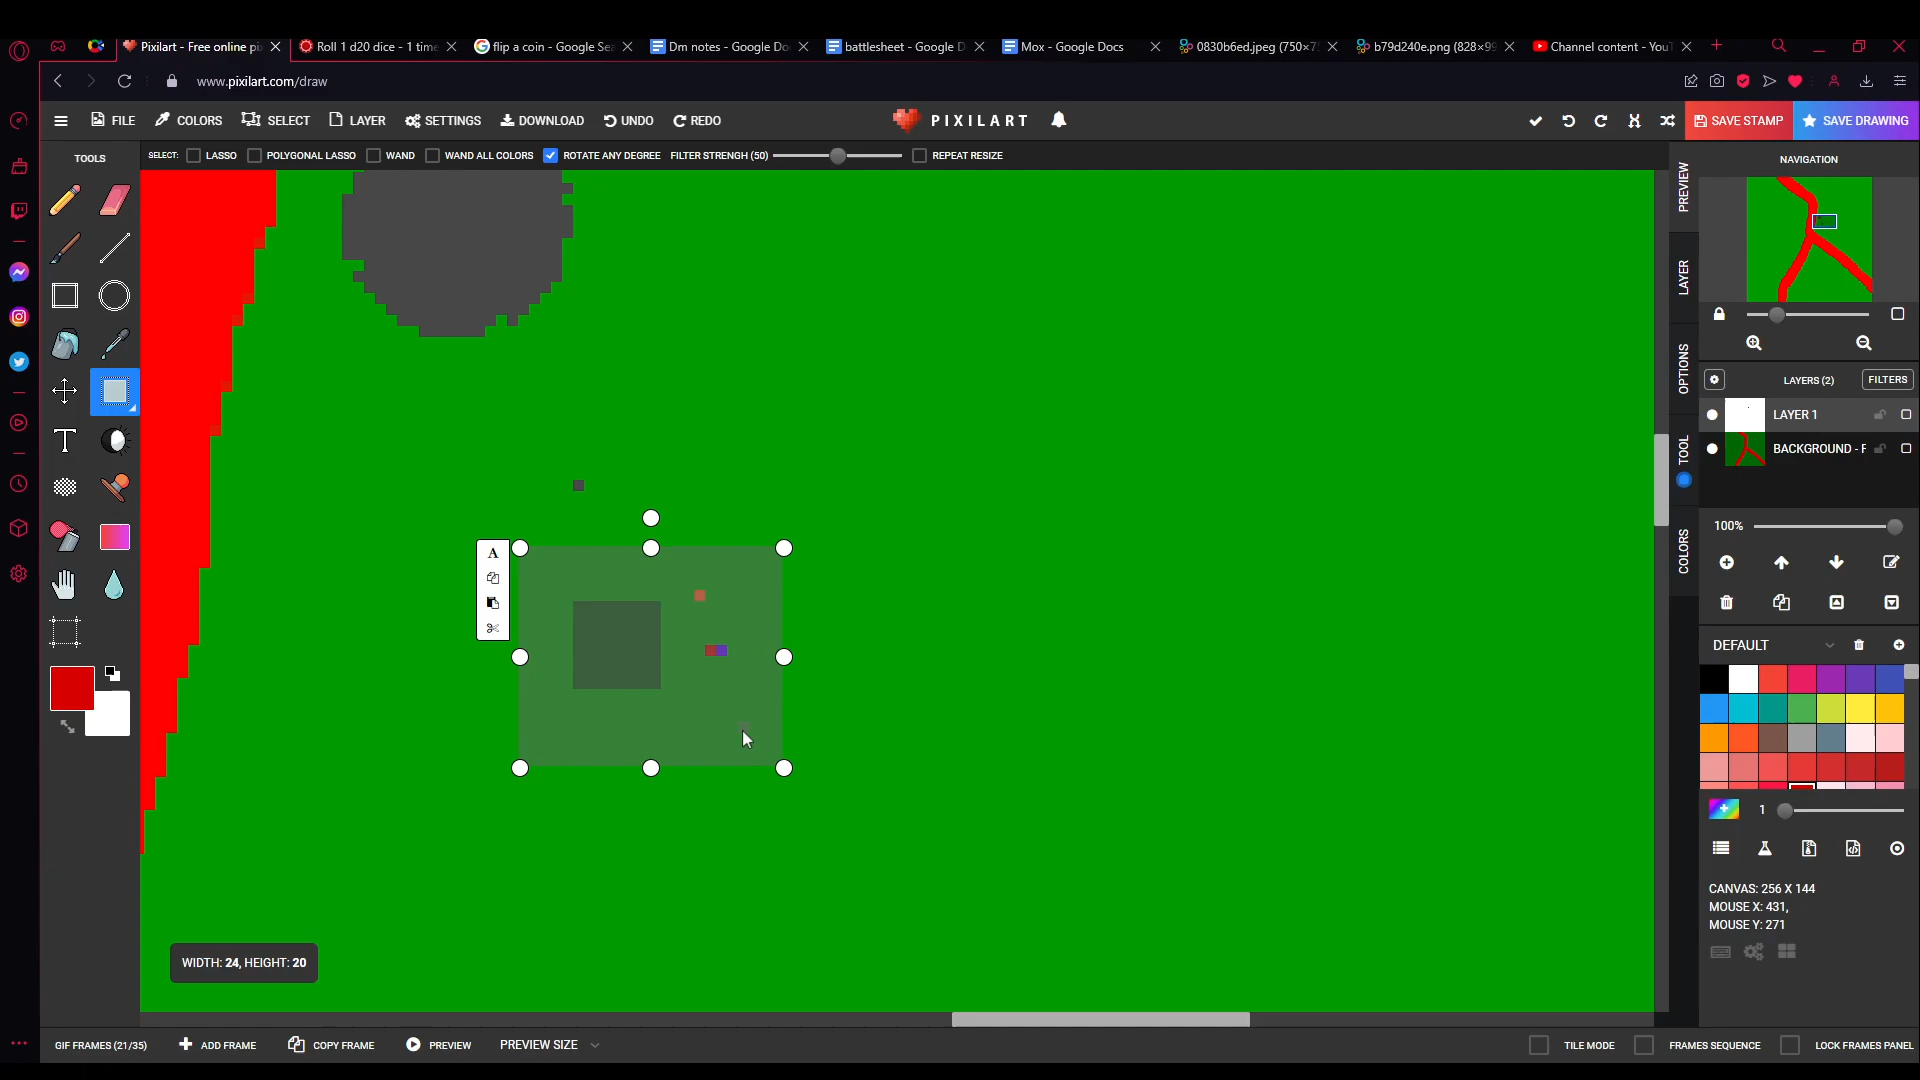 Pixilart - Free online pi
Roll 1 d20 dice - 1 time
flip a coin - Google Se
Dm notes - Google Do
battlesheet - Google D
Mox - Google Docs
0830b6ed.jpeg (750×7
b79d240e.png (828×99
Channel content - YouT
www.pixilart.com/draw
FILE
COLORS
SELECT
LAYER
SETTINGS
DOWNLOAD
UNDO
REDO
PIXILART
SAVE STAMP
SAVE DRAWING
TOOLS
SELECT:
LASSO
POLYGONAL LASSO
WAND
WAND ALL COLORS
ROTATE ANY DEGREE
FILTER STRENGH (50)
REPEAT RESIZE
PREVIEW
LAYER
OPTIONS
TOOL
COLORS
NAVIGATION
LAYERS (2)
FILTERS
LAYER 1
BACKGROUND - F
100%
DEFAULT
1
CANVAS: 256 X 144
MOUSE X: 431,
MOUSE Y: 271
A
WIDTH: 24, HEIGHT: 20
GIF FRAMES (21/35)
ADD FRAME
COPY FRAME
PREVIEW
PREVIEW SIZE
TILE MODE
FRAMES SEQUENCE
LOCK FRAMES PANEL